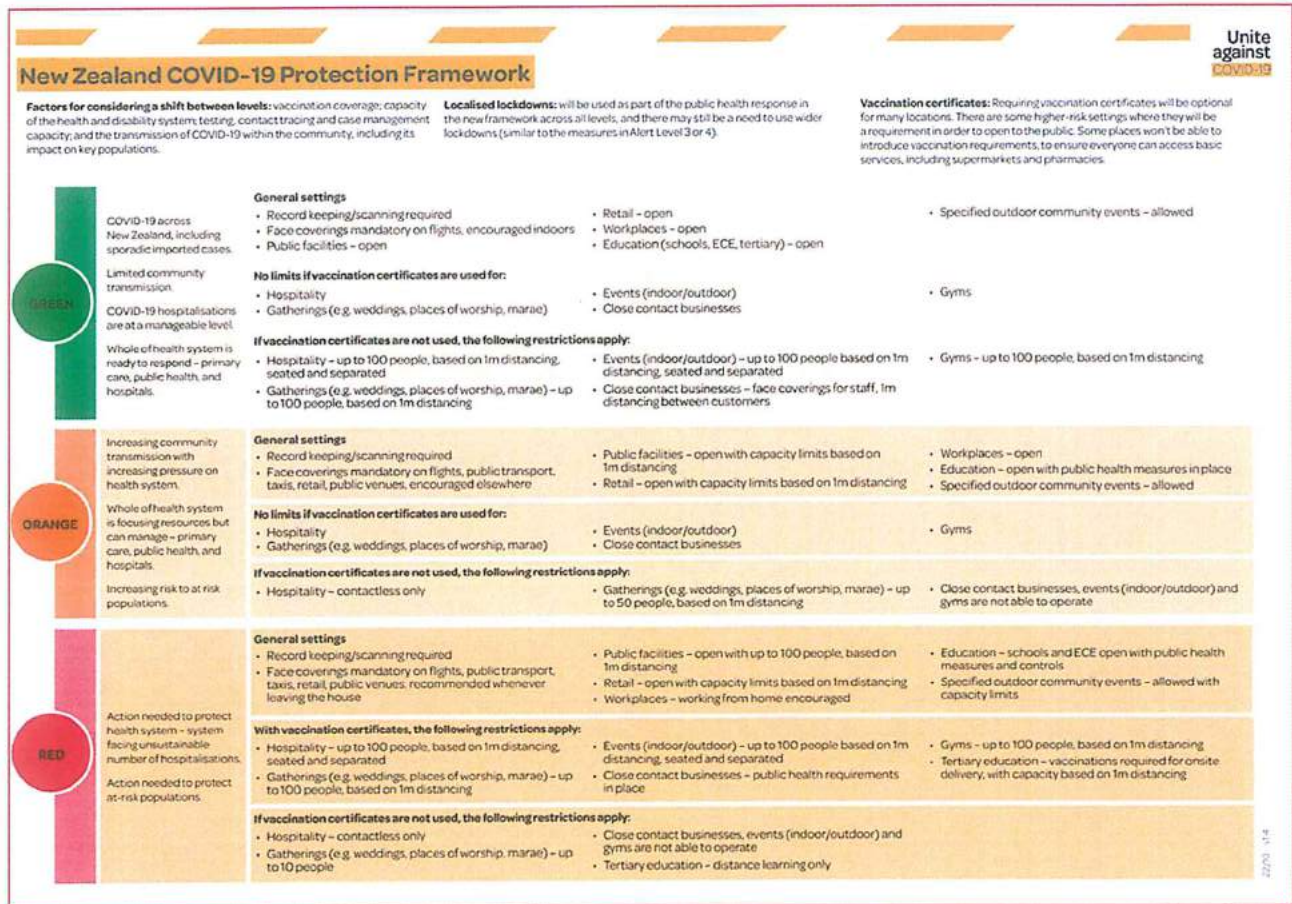 Unite
against
COVID-19
New Zealand COVID-19 Protection Framework
Factors for considering a shift between levels: vaccination coverage; capacity
of the health and disability system; testing, contact tracing and case management
capacity; and the transmission of COVID-19 within the community, including its
impact on key populations.
Localised lockdowns: will be used as part of the public health response in
the new framework across all levels, and there may still be a need to use wider
lockdowns (similar to the measures in Alert Level 3 or 4).
Vaccination certificates: Requiring vaccination certificates will be optional
for many locations. There are some higher-risk settings where they will be
a requirement in order to open to the public. Some places won't be able to
introduce vaccination requirements, to ensure everyone can access basic
services, including supermarkets and pharmacies.
GREEN
COVID-19 across
New Zealand, including
sporadic imported cases.
Limited community
transmission.
COVID-19 hospitalisations
are at a manageable level.
Whole of health system is
ready to respond – primary
care, public health, and
hospitals.
General settings
• Record keeping/scanning required
• Face coverings mandatory on flights, encouraged indoors
• Public facilities – open
• Retail – open
• Workplaces – open
• Education (schools, ECE, tertiary) – open
• Specified outdoor community events – allowed
No limits if vaccination certificates are used for:
• Hospitality
• Gatherings (e.g. weddings, places of worship, marae)
• Events (indoor/outdoor)
• Close contact businesses
• Gyms
If vaccination certificates are not used, the following restrictions apply:
• Hospitality – up to 100 people, based on 1m distancing,
seated and separated
• Gatherings (e.g. weddings, places of worship, marae) – up
to 100 people, based on 1m distancing
• Events (indoor/outdoor) – up to 100 people based on 1m
distancing, seated and separated
• Close contact businesses – face coverings for staff, 1m
distancing between customers
• Gyms – up to 100 people, based on 1m distancing
ORANGE
Increasing community
transmission with
increasing pressure on
health system.
Whole of health system
is focusing resources but
can manage – primary
care, public health, and
hospitals.
Increasing risk to at risk
populations.
General settings
• Record keeping/scanning required
• Face coverings mandatory on flights, public transport,
taxis, retail, public venues, encouraged elsewhere
• Public facilities – open with capacity limits based on
1m distancing
• Retail – open with capacity limits based on 1m distancing
• Workplaces – open
• Education – open with public health measures in place
• Specified outdoor community events – allowed
No limits if vaccination certificates are used for:
• Hospitality
• Gatherings (e.g. weddings, places of worship, marae)
• Events (indoor/outdoor)
• Close contact businesses
• Gyms
If vaccination certificates are not used, the following restrictions apply:
• Hospitality – contactless only
• Gatherings (e.g. weddings, places of worship, marae) – up
to 50 people, based on 1m distancing
• Close contact businesses, events (indoor/outdoor) and
gyms are not able to operate
RED
Action needed to protect
health system – system
facing unsustainable
number of hospitalisations.
Action needed to protect
at-risk populations.
General settings
• Record keeping/scanning required
• Face coverings mandatory on flights, public transport,
taxis, retail, public venues, recommended whenever
leaving the house
• Public facilities – open with up to 100 people, based on
1m distancing
• Retail – open with capacity limits based on 1m distancing
• Workplaces – working from home encouraged
• Education – schools and ECE open with public health
measures and controls
• Specified outdoor community events – allowed with
capacity limits
With vaccination certificates, the following restrictions apply:
• Hospitality – up to 100 people, based on 1m distancing,
seated and separated
• Gatherings (e.g. weddings, places of worship, marae) – up
to 100 people, based on 1m distancing
• Events (indoor/outdoor) – up to 100 people based on 1m
distancing, seated and separated
• Close contact businesses – public health requirements
in place
• Gyms – up to 100 people, based on 1m distancing
• Tertiary education – vaccinations required for onsite
delivery, with capacity based on 1m distancing
If vaccination certificates are not used, the following restrictions apply:
• Hospitality – contactless only
• Gatherings (e.g. weddings, places of worship, marae) – up
to 10 people
• Close contact businesses, events (indoor/outdoor) and
gyms are not able to operate
• Tertiary education – distance learning only